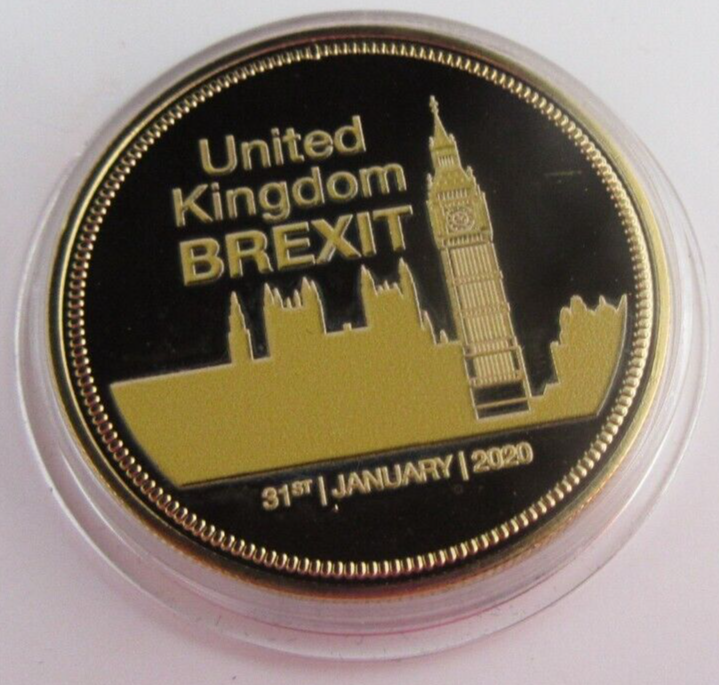 United
Kingdom
BREXIT
31ST | JANUARY | 2020